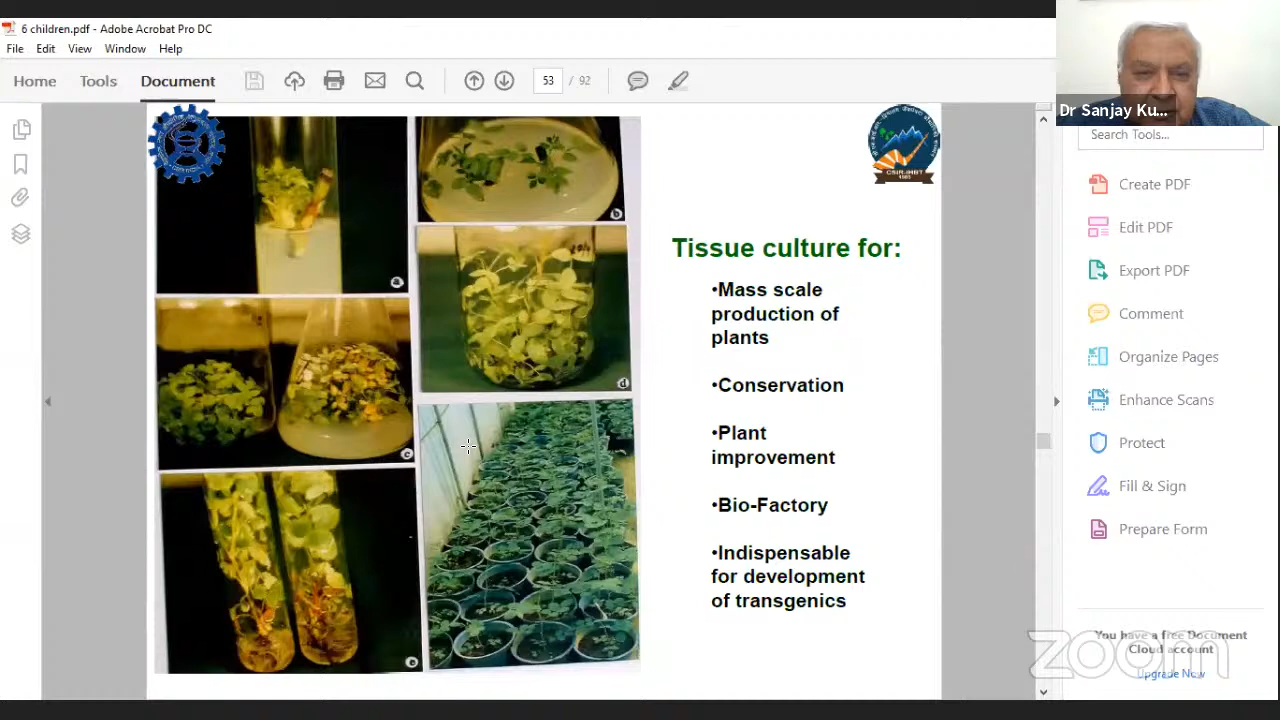 6 children.pdf - Adobe Acrobat Pro DC
File Edit View Window Help
Home Tools Document 53 / 92
Dr Sanjay Ku...
Search Tools...
Create PDF
Edit PDF
Export PDF
Comment
Organize Pages
Enhance Scans
Protect
Fill & Sign
Prepare Form
You have a free Document
Cloud account
Upgrade Now
zoom
CSIR-IHBT
Tissue culture for:
•Mass scale
production of
plants
•Conservation
•Plant
improvement
•Bio-Factory
•Indispensable
for development
of transgenics
a
b
c
d
e